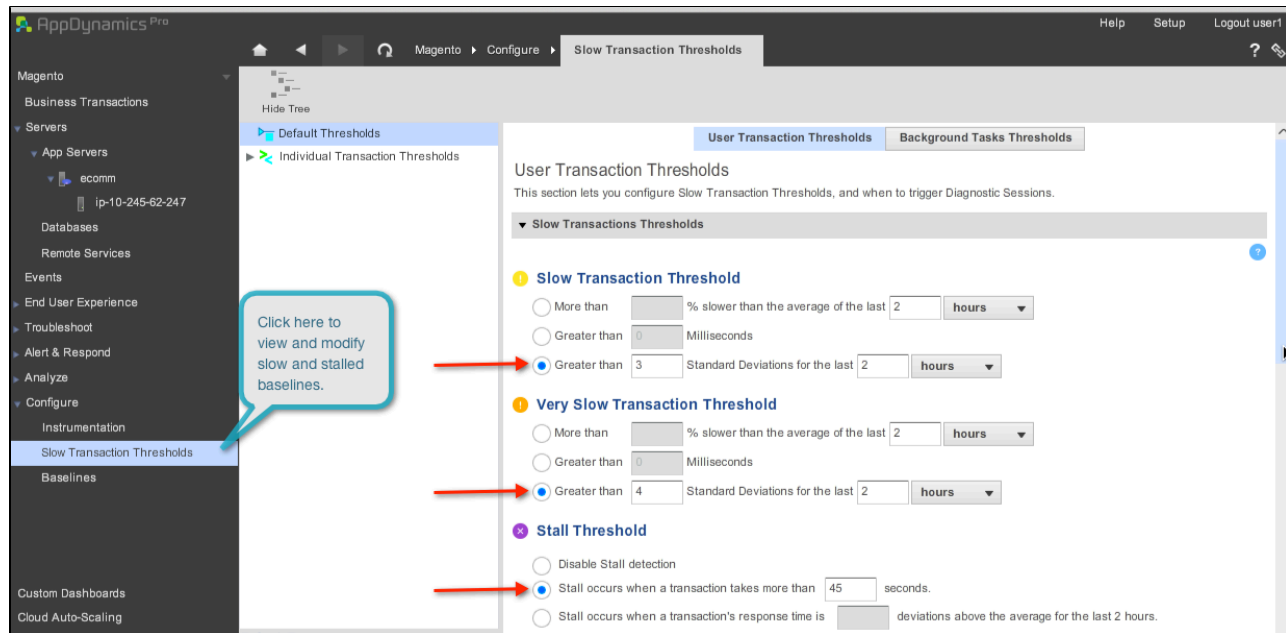 AppDynamics Pro
Help Setup Logout user1
Magento Configure Slow Transaction Thresholds ?
Magento
Business Transactions
Servers
App Servers
ecomm
ip-10-245-62-247
Databases
Remote Services
Events
End User Experience
Troubleshoot
Alert & Respond
Analyze
Configure
Instrumentation
Slow Transaction Thresholds
Baselines
Custom Dashboards
Cloud Auto-Scaling
Click here to
view and modify
slow and stalled
baselines.
Hide Tree
Default Thresholds
Individual Transaction Thresholds
User Transaction Thresholds Background Tasks Thresholds
User Transaction Thresholds
This section lets you configure Slow Transaction Thresholds, and when to trigger Diagnostic Sessions.
Slow Transactions Thresholds
?
! Slow Transaction Threshold
More than % slower than the average of the last 2 hours
Greater than 0 Milliseconds
Greater than 3 Standard Deviations for the last 2 hours
! Very Slow Transaction Threshold
More than % slower than the average of the last 2 hours
Greater than 0 Milliseconds
Greater than 4 Standard Deviations for the last 2 hours
Stall Threshold
Disable Stall detection
Stall occurs when a transaction takes more than 45 seconds.
Stall occurs when a transaction's response time is deviations above the average for the last 2 hours.